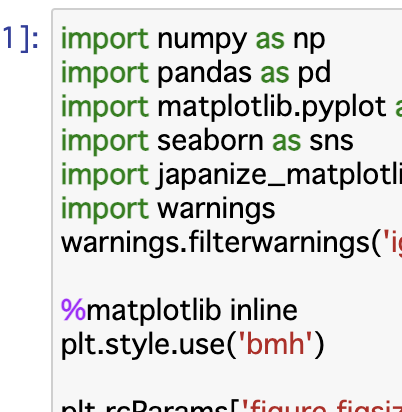 1]:
import numpy as np
import pandas as pd
import matplotlib.pyplot a
import seaborn as sns
import japanize_matplotli
import warnings
warnings.filterwarnings('ig
%matplotlib inline
plt.style.use('bmh')
plt.rcParams['figure.figsiz